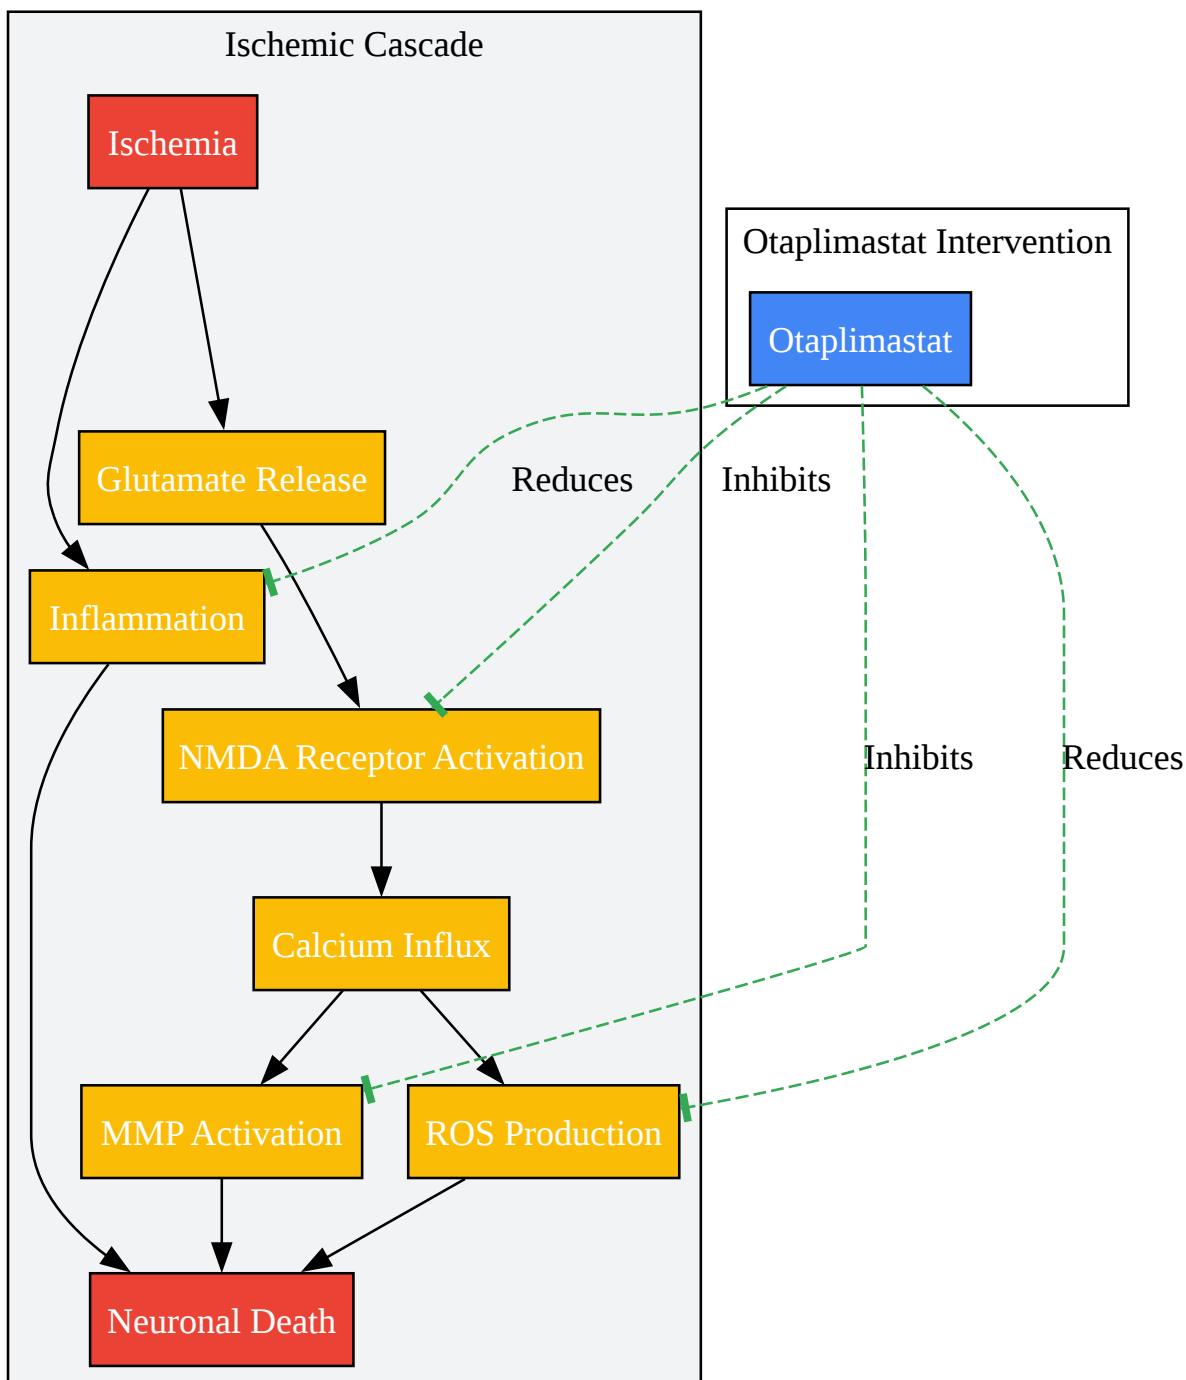 Ischemic Cascade
Ischemia
Otaplimastat Intervention
Otaplimastat
Glutamate Release
Reduces
Inhibits
Inflammation
NMDA Receptor Activation
Inhibits
Reduces
Calcium Influx
MMP Activation
ROS Production
Neuronal Death